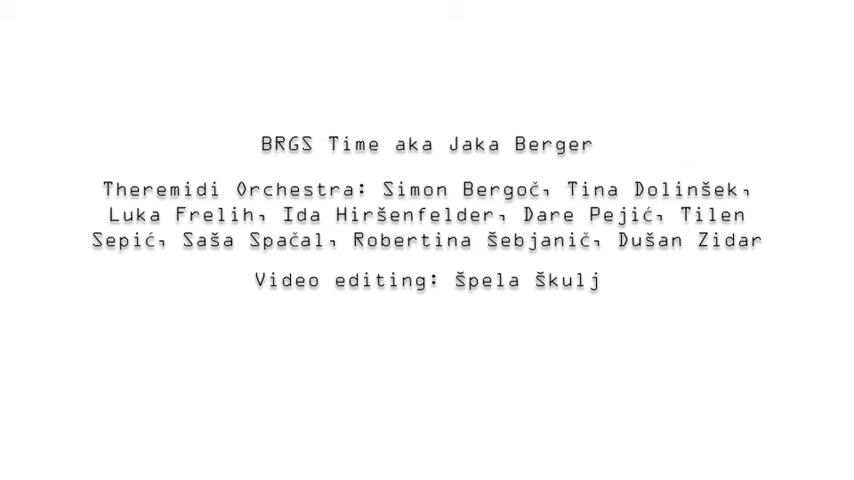 BRGS Time aka Jaka Berger
Theremidi Orchestra: Simon Bergoč, Tina Dolinšek,
Luka Frelih, Ida Hiršenfelder, Dare Pejić, Tilen
Sepić, Saša Spačal, Robertina Šebjanič, Dušan Zidar
Video editing: Špela Škulj